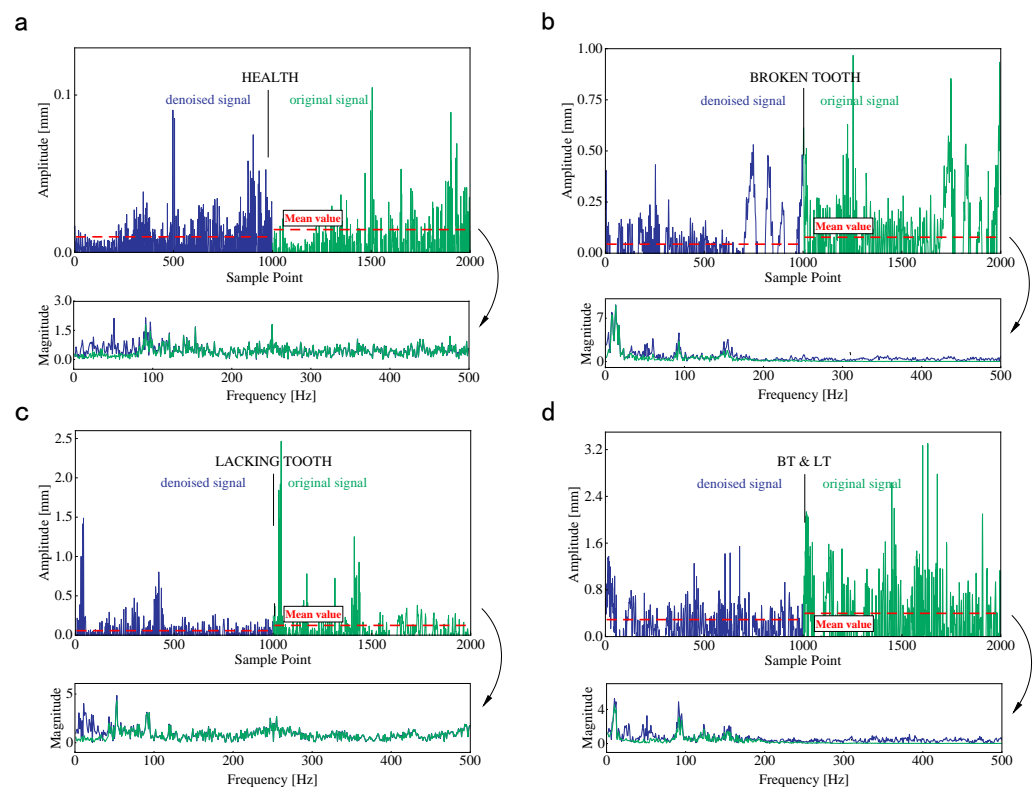 a
HEALTH
denoised signal
original signal
Mean value
Amplitude [mm]
0.1
0.0
0
500
1000
1500
2000
Sample Point
Magnitude
3.0
1.5
0.0
0
100
200
300
400
500
Frequency [Hz]
b
BROKEN TOOTH
denoised signal
original signal
Mean value
Amplitude [mm]
1.00
0.75
0.50
0.25
0.00
0
500
1000
1500
2000
Sample Point
Magnitude
7
0
0
100
200
300
400
500
Frequency [Hz]
c
LACKING TOOTH
denoised signal
original signal
Mean value
Amplitude [mm]
2.5
2.0
1.5
1.0
0.5
0.0
0
500
1000
1500
2000
Sample Point
Magnitude
5
0
0
100
200
300
400
500
Frequency [Hz]
d
BT & LT
denoised signal
original signal
Mean value
Amplitude [mm]
3.2
2.4
1.6
0.8
0.0
0
500
1000
1500
2000
Sample Point
Magnitude
4
0
0
100
200
300
400
500
Frequency [Hz]